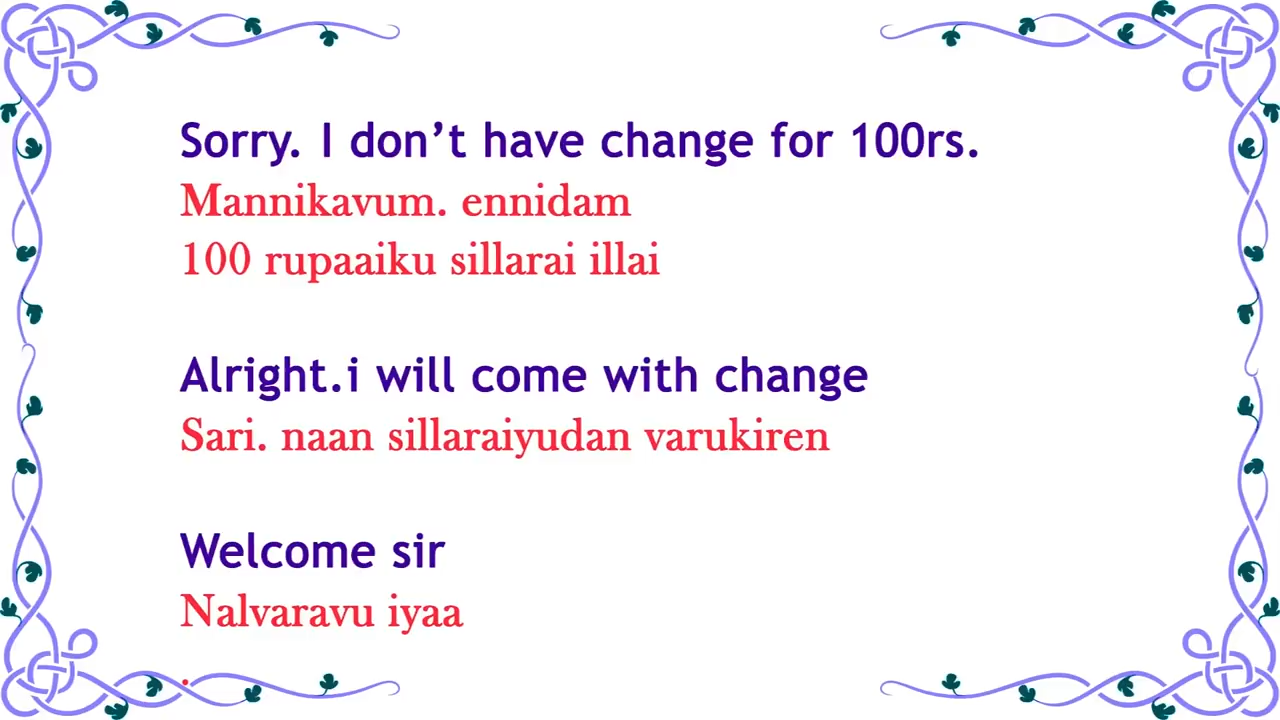 Sorry. I don’t have change for 100rs.
Mannikavum. ennidam
100 rupaaiku sillarai illai
Alright.i will come with change
Sari. naan sillaraiyudan varukiren
Welcome sir
Nalvaravu iyaa
.